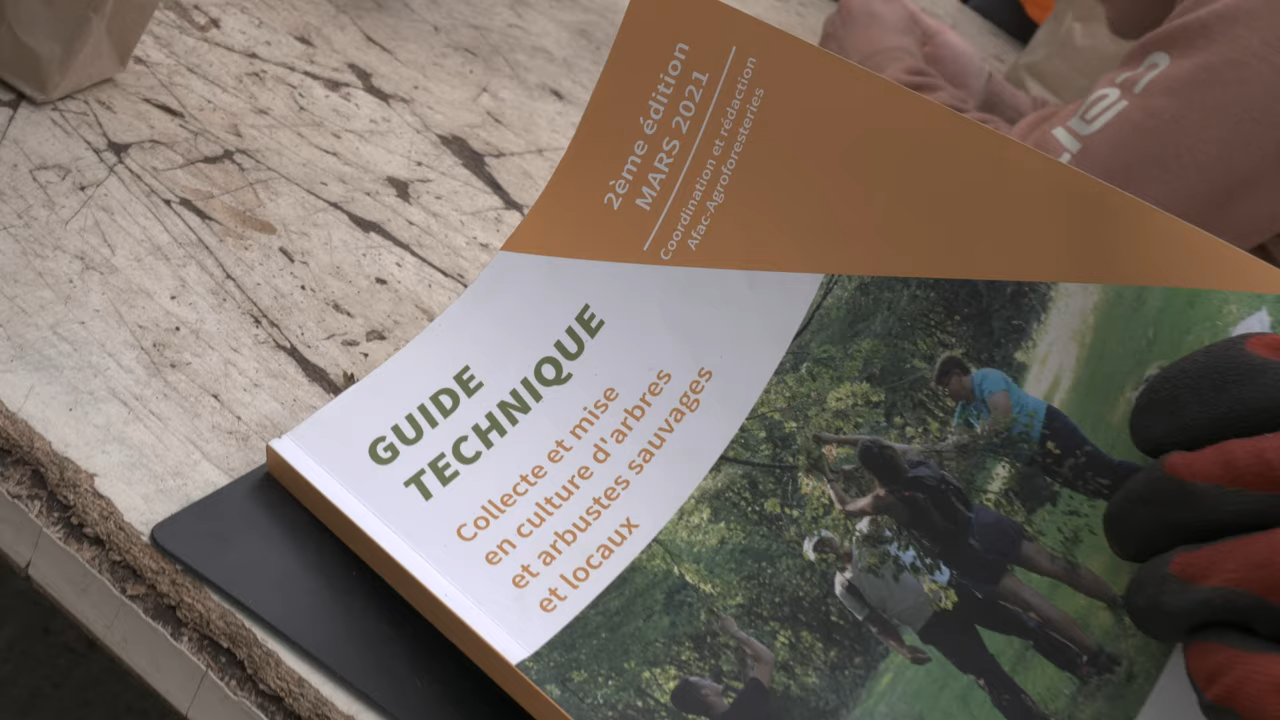 2ème édition
MARS 2021
Coordination et rédaction
Afac-Agroforesteries
GUIDE
TECHNIQUE
Collecte et mise
en culture d'arbres
et arbustes sauvages
et locaux